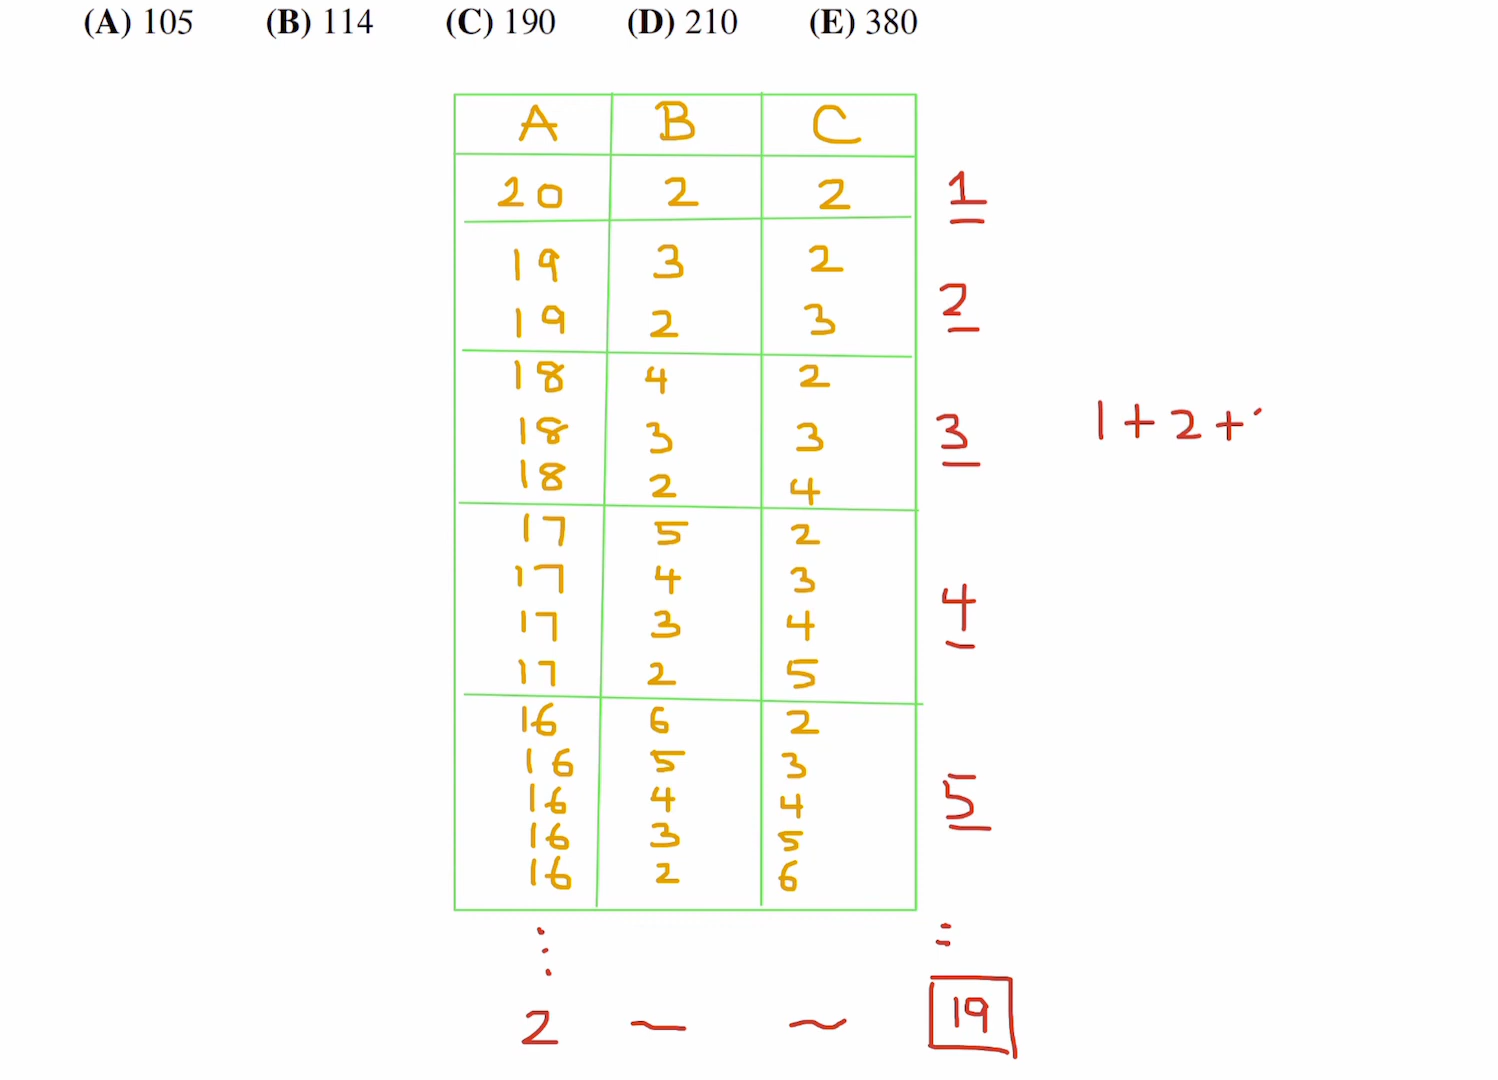 (A) 105 (B) 114 (C) 190 (D) 210 (E) 380
A B C
20 2 2 1
19 3 2
2
19 2 3
18 4 2
18 3 3 3 1+2+
18 2 4
17 5 2
17 4 3
4
17 3 4
17 2 5
16 6 2
16 5 3
16 4 4 5
16 3 5
16 2 6
2 — ~ 19